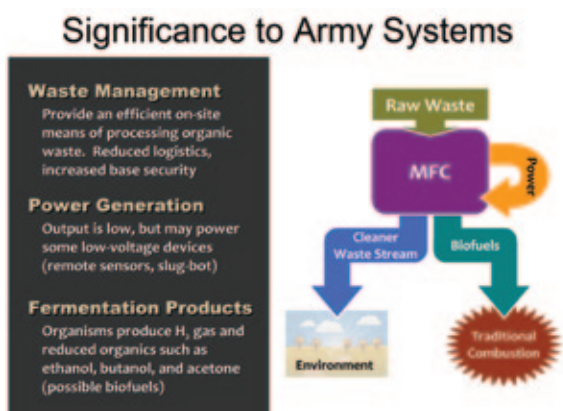 Significance to Army Systems
Waste Management
Provide an efficient on-site
means of processing organic
waste. Reduced logistics,
increased base security
Power Generation
Output is low, but may power
some low-voltage devices
(remote sensors, slug-bot)
Fermentation Products
Organisms produce H₂ gas and
reduced organics such as
ethanol, butanol, and acetone
(possible biofuels)
Raw Waste
MFC
Power
Cleaner
Waste Stream
Biofuels
Environment
Traditional
Combustion